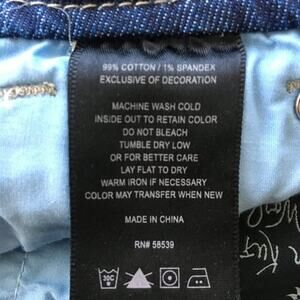 99% COTTON / 1% SPANDEX
EXCLUSIVE OF DECORATION
MACHINE WASH COLD
INSIDE OUT TO RETAIN COLOR
DO NOT BLEACH
TUMBLE DRY LOW
OR FOR BETTER CARE
LAY FLAT TO DRY
WARM IRON IF NECESSARY
COLOR MAY TRANSFER WHEN NEW
MADE IN CHINA
RN# 58539
30C